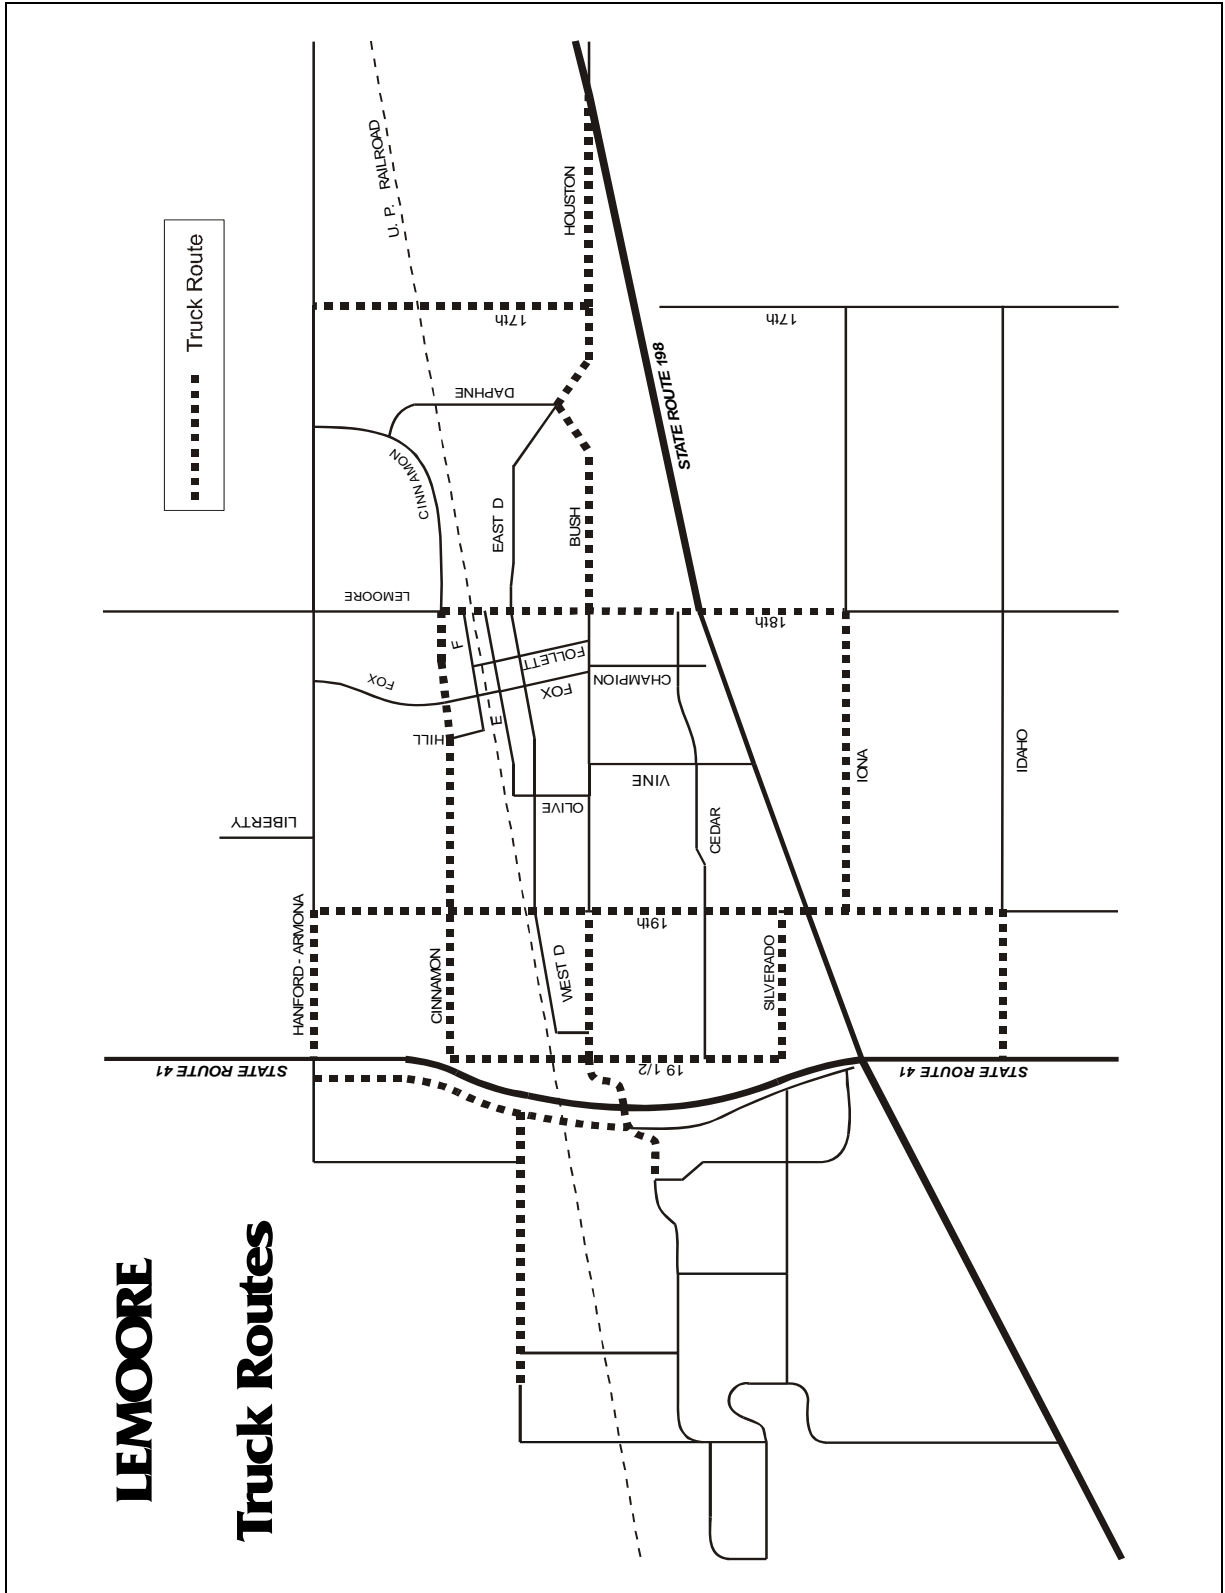 LEMOORE
Truck Routes
Truck Route
U. P. RAILROAD
HOUSTON
17th
17th
STATE ROUTE 198
DAPHNE
CINNAMON
EAST D
BUSH
LEMOORE
18th
F
FOLLETT
FOX
FOX
CHAMPION
E
HILL
VINE
IONA
IDAHO
OLIVE
CEDAR
LIBERTY
HANFORD - ARMONA
19th
CINNAMON
WEST D
SILVERADO
STATE ROUTE 41
19 1/2
STATE ROUTE 41